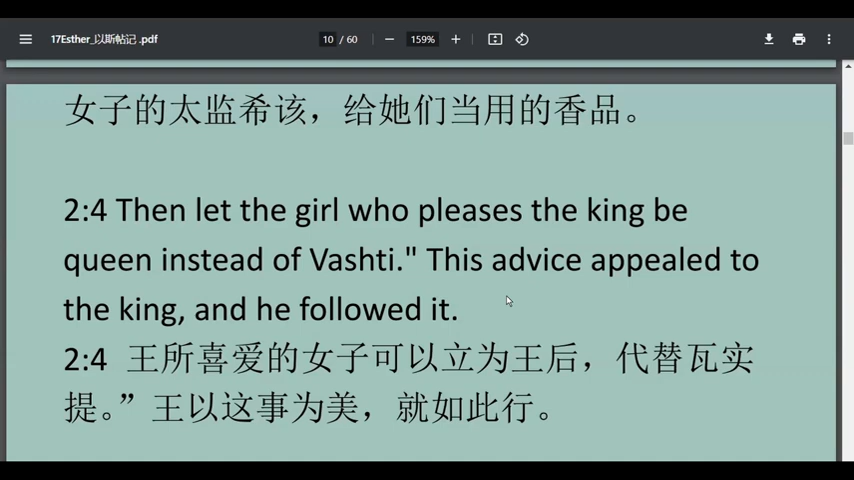 17Esther_以斯帖记 .pdf
10 / 60
159%
女子的太监希该，给她们当用的香品。
2:4 Then let the girl who pleases the king be
queen instead of Vashti." This advice appealed to
the king, and he followed it.
2:4 王所喜爱的女子可以立为王后，代替瓦实
提。”王以这事为美，就如此行。